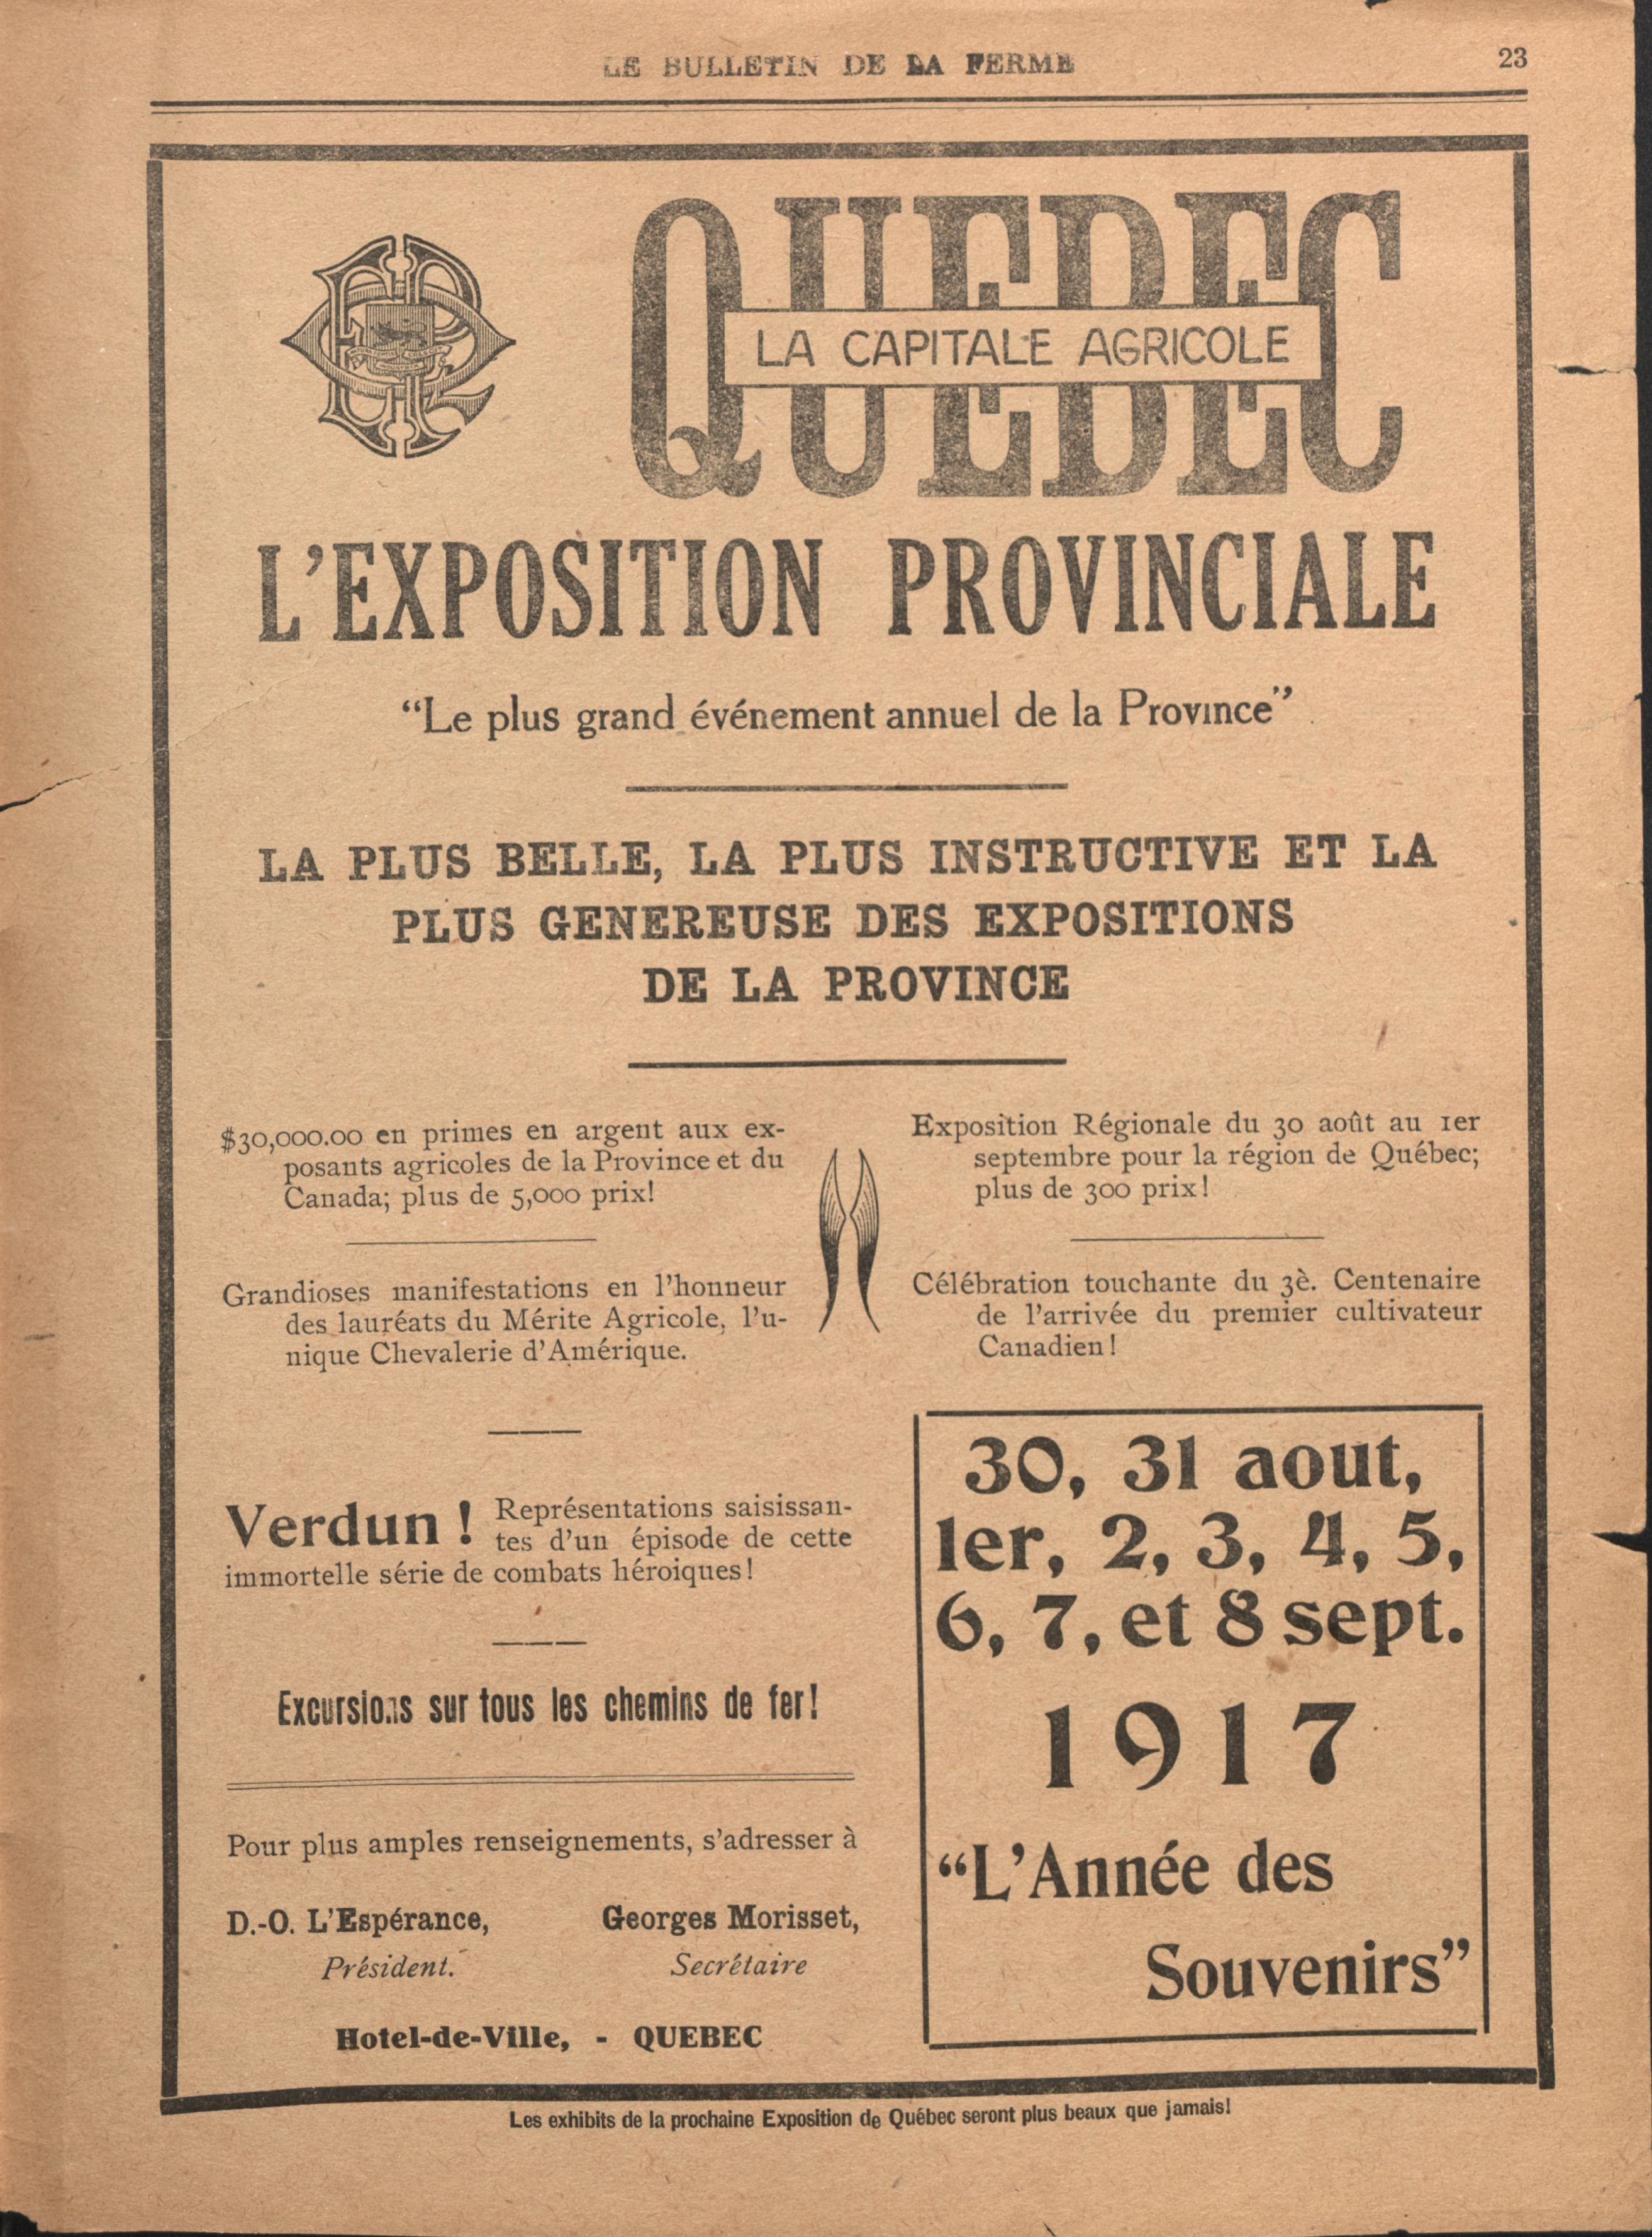 LE BULLETIN DE LA FERME 23
QUEBEC
LA CAPITALE AGRICOLE
L'EXPOSITION PROVINCIALE
“Le plus grand événement annuel de la Province”
LA PLUS BELLE, LA PLUS INSTRUCTIVE ET LA
PLUS GENEREUSE DES EXPOSITIONS
DE LA PROVINCE
$30,000.00 en primes en argent aux ex-
posants agricoles de la Province et du
Canada; plus de 5,000 prix!
Grandioses manifestations en l'honneur
des lauréats du Mérite Agricole, l'u-
nique Chevalerie d'Amérique.
Exposition Régionale du 30 août au 1er
septembre pour la région de Québec;
plus de 300 prix!
Célébration touchante du 3è. Centenaire
de l'arrivée du premier cultivateur
Canadien!
Verdun ! Représentations saisissan-
tes d'un épisode de cette
immortelle série de combats héroiques!
Excursions sur tous les chemins de fer!
Pour plus amples renseignements, s'adresser à
D.-O. L'Espérance, Georges Morisset,
Président. Secrétaire
Hotel-de-Ville, - QUEBEC
30, 31 aout,
1er, 2, 3, 4, 5,
6, 7, et 8 sept.
1917
“L'Année des
Souvenirs”
Les exhibits de la prochaine Exposition de Québec seront plus beaux que jamais!